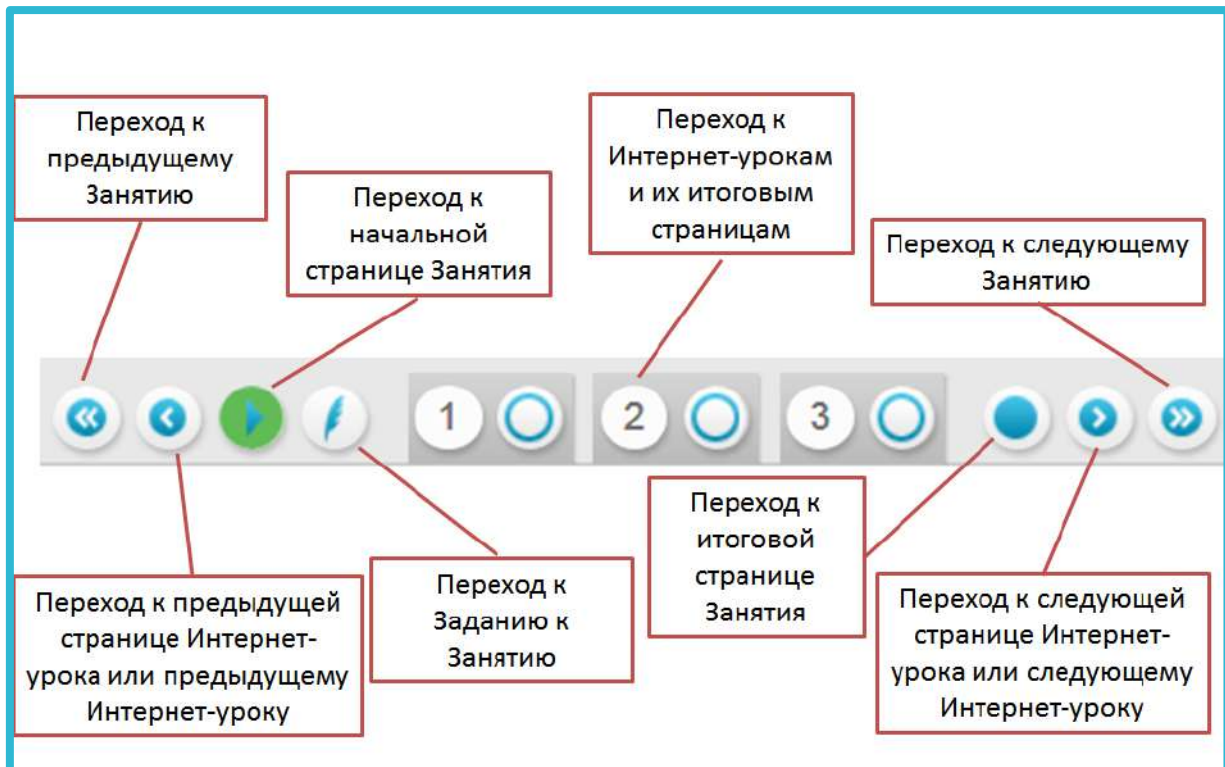 Переход к
предыдущему
Занятию
Переход к
начальной
странице Занятия
Переход к
Интернет-урокам
и их итоговым
страницам
Переход к следующему
Занятию
1
2
3
Переход к предыдущей
странице Интернет-
урока или предыдущему
Интернет-уроку
Переход к
Заданию к
Занятию
Переход к
итоговой
странице
Занятия
Переход к следующей
странице Интернет-
урока или следующему
Интернет-уроку